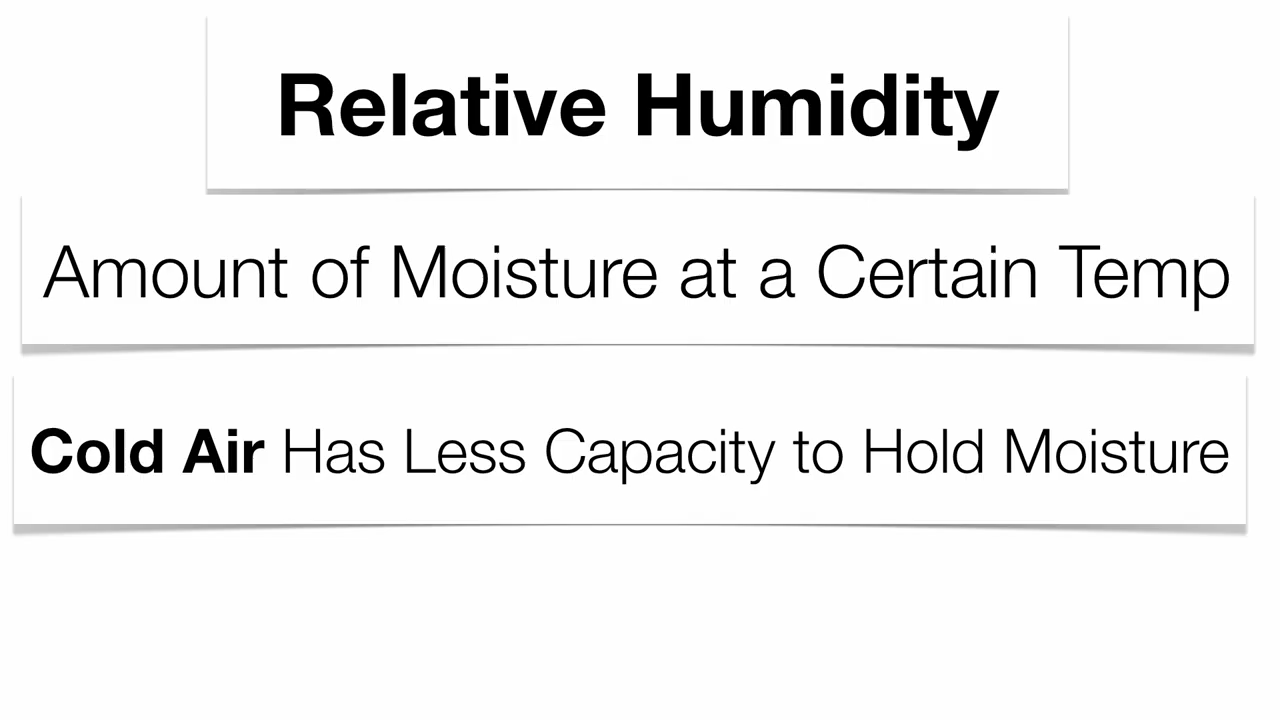 Relative Humidity
Amount of Moisture at a Certain Temp
Cold Air Has Less Capacity to Hold Moisture